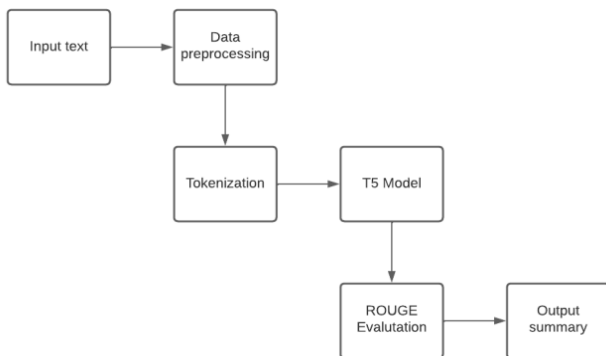 Input text
Data
preprocessing
Tokenization
T5 Model
ROUGE
Evalutation
Output
summary